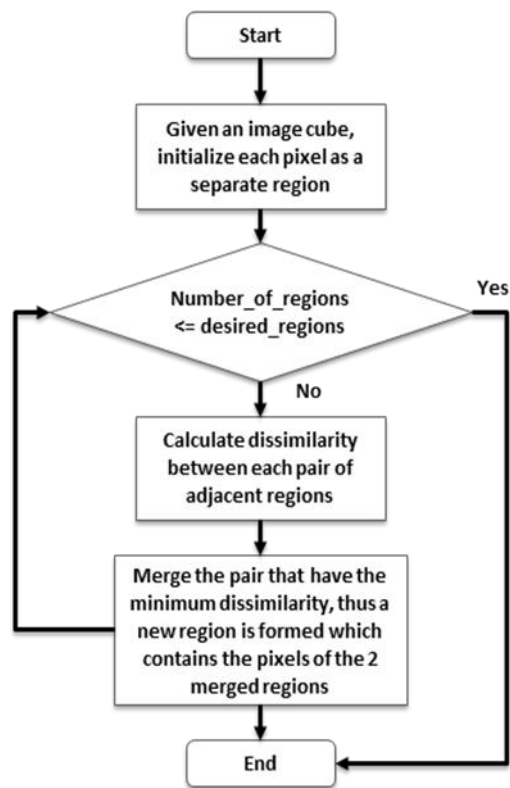 Start
Given an image cube,
initialize each pixel as a
separate region
Number_of_regions
<= desired_regions
Yes
No
Calculate dissimilarity
between each pair of
adjacent regions
Merge the pair that have the
minimum dissimilarity, thus a
new region is formed which
contains the pixels of the 2
merged regions
End